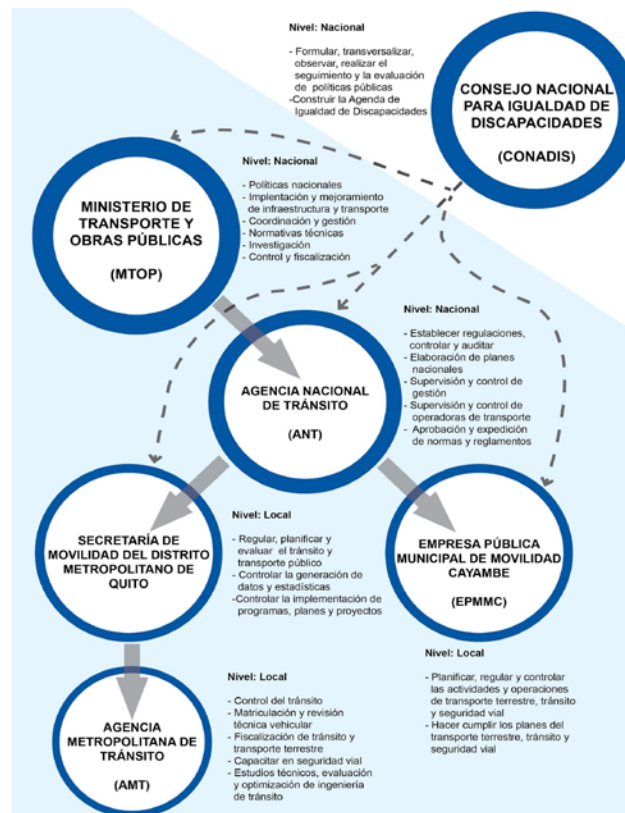 Nivel: Nacional
- Formular, transversalizar,
observar, realizar el
seguimiento y la evaluación
de políticas públicas
-Construir la Agenda de
Igualdad de Discapacidades
CONSEJO NACIONAL
PARA IGUALDAD DE
DISCAPACIDADES
(CONADIS)
MINISTERIO DE
TRANSPORTE Y
OBRAS PÚBLICAS
(MTOP)
Nivel: Nacional
- Políticas nacionales
- Implentación y mejoramiento
de infraestructura y transporte
- Coordinación y gestión
- Normativas técnicas
- Investigación
- Control y fiscalización
AGENCIA NACIONAL
DE TRÁNSITO
(ANT)
Nivel: Nacional
- Establecer regulaciones,
controlar y auditar
- Elaboración de planes
nacionales
- Supervisión y control de
gestión
- Supervisión y control de
operadoras de transporte
- Aprobación y expedición
de normas y reglamentos
SECRETARÍA DE
MOVILIDAD DEL DISTRITO
METROPOLITANO DE
QUITO
Nivel: Local
- Regular, planificar y
evaluar el tránsito y
transporte público
- Controlar la generación de
datos y estadísticas
-Controlar la implementación de
programas, planes y proyectos
EMPRESA PÚBLICA
MUNICIPAL DE MOVILIDAD
CAYAMBE
(EPMMC)
Nivel: Local
- Planificar, regular y controlar
las actividades y operaciones
de transporte terrestre, tránsito
y seguridad vial
- Hacer cumplir los planes del
transporte terrestre, tránsito y
seguridad vial
AGENCIA
METROPOLITANA DE
TRÁNSITO
(AMT)
Nivel: Local
- Control del tránsito
- Matriculación y revisión
técnica vehicular
- Fiscalización de tránsito y
transporte terrestre
- Capacitar en seguridad vial
- Estudios técnicos, evaluación
y optimización de ingeniería
de tránsito